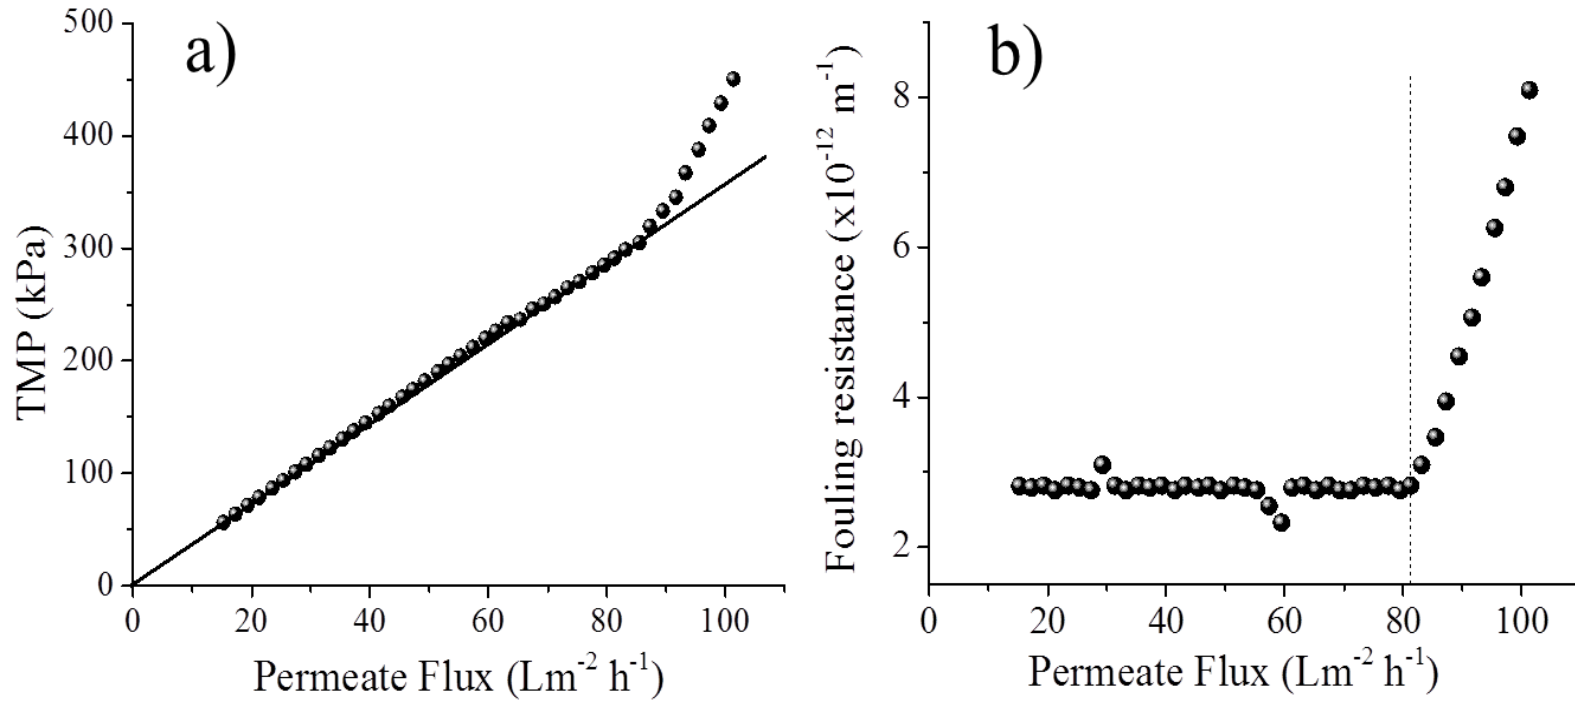 a)
TMP (kPa)
500
400
300
200
100
0
0 20 40 60 80 100
Permeate Flux (Lm⁻² h⁻¹)
b)
Fouling resistance (x10⁻¹² m⁻¹)
8
6
4
2
0 20 40 60 80 100
Permeate Flux (Lm⁻² h⁻¹)